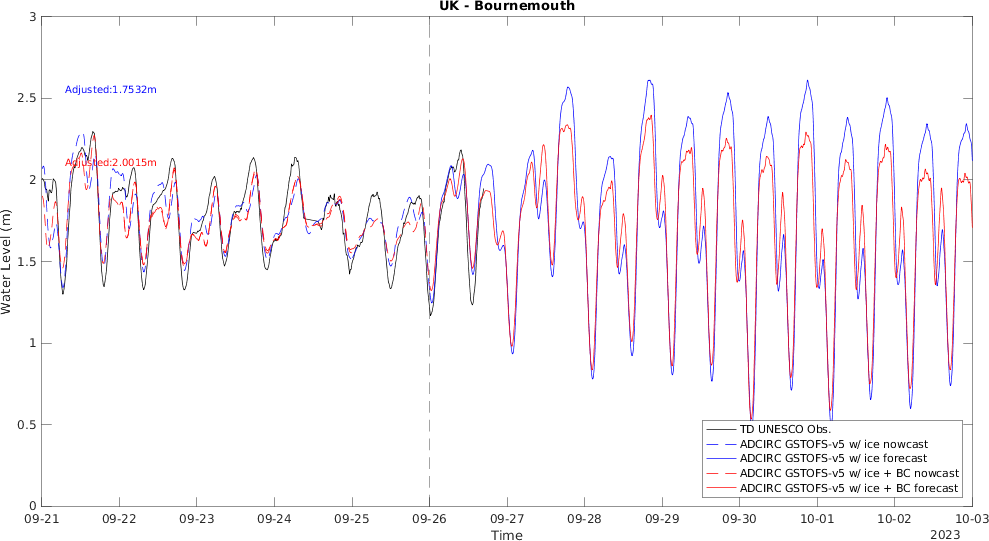 UK - Bournemouth
3
2.5
2
1.5
1
0.5
0
Water Level (m)
Adjusted:1.7532m
Adjusted:2.0015m
TD UNESCO Obs.
ADCIRC GSTOFS-v5 w/ ice nowcast
ADCIRC GSTOFS-v5 w/ ice forecast
ADCIRC GSTOFS-v5 w/ ice + BC nowcast
ADCIRC GSTOFS-v5 w/ ice + BC forecast
09-21 09-22 09-23 09-24 09-25 09-26 09-27 09-28 09-29 09-30 10-01 10-02 10-03
Time
2023